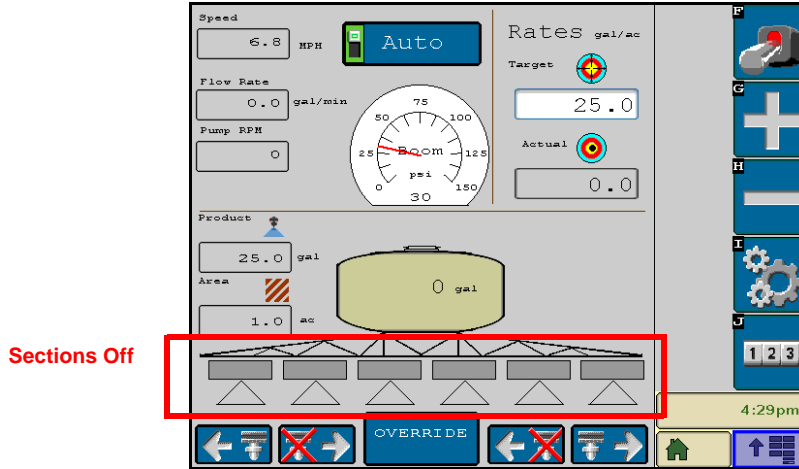 Speed
6.8 MPH
Auto
Rates gal/ac
Target
25.0
Flow Rate
0.0 gal/min
Pump RPM
0
Actual
0.0
0
25
50
75
100
125
150
Boom
psi
30
Product
25.0 gal
Area
1.0 ac
0 gal
Sections Off
OVERRIDE
F
G
H
I
J
1 2 3
4:29pm